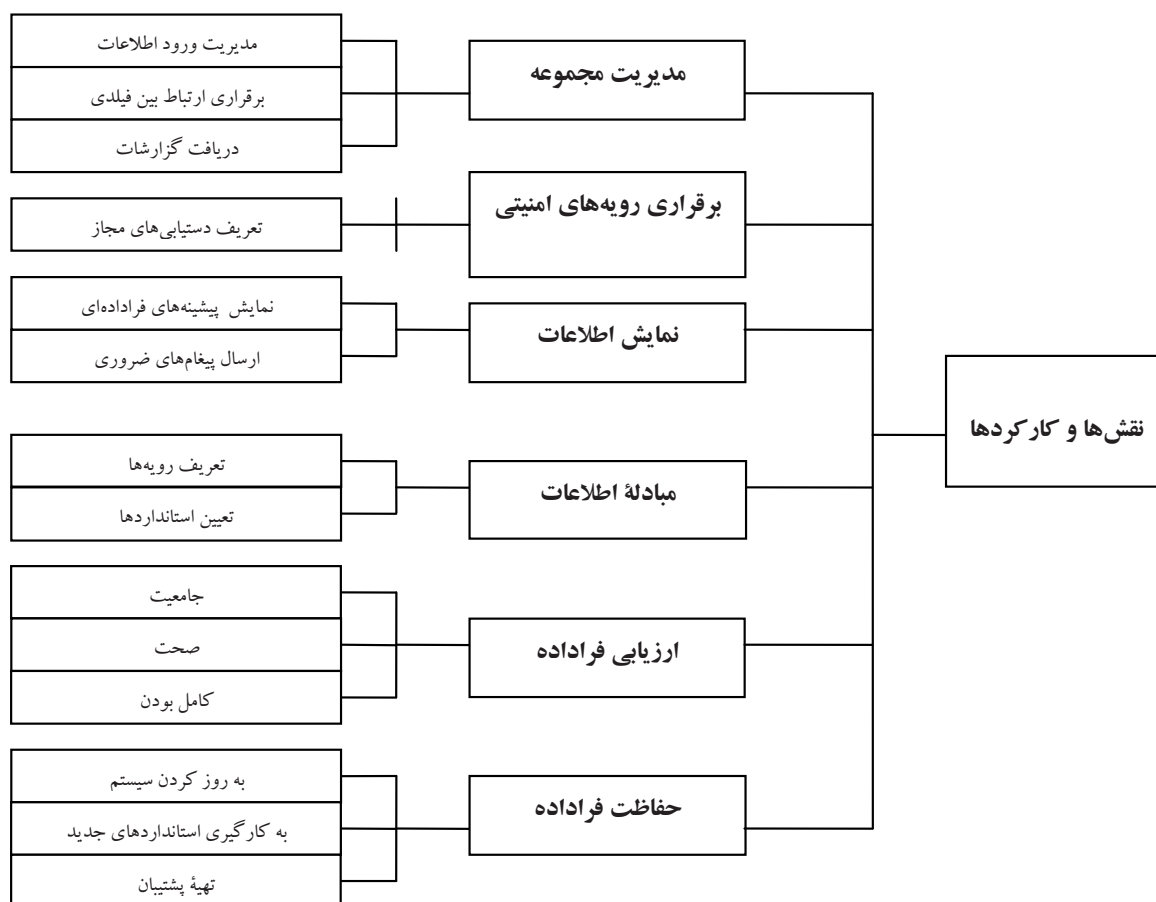 نقش‌ها و کارکردها
مدیریت مجموعه
مدیریت ورود اطلاعات
برقراری ارتباط بین فیلدی
دریافت گزارشات
برقراری رویه‌های امنیتی
تعریف دستیابی‌های مجاز
نمایش اطلاعات
نمایش پیشینه‌های فراداده‌ای
ارسال پیغام‌های ضروری
مبادلهٔ اطلاعات
تعریف رویه‌ها
تعیین استانداردها
ارزیابی فراداده
جامعیت
صحت
کامل بودن
حفاظت فراداده
به روز کردن سیستم
به کارگیری استانداردهای جدید
تهیهٔ پشتیبان